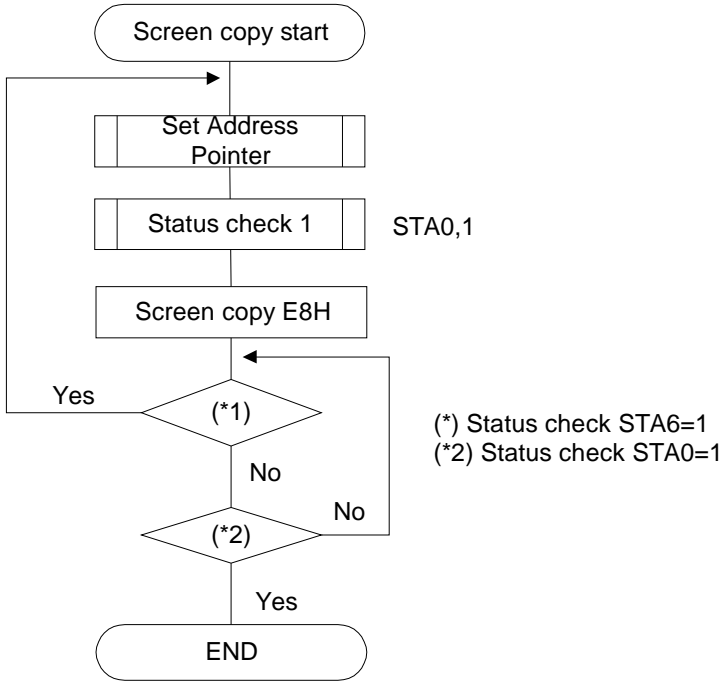 Screen copy start
Set Address
Pointer
Status check 1
STA0,1
Screen copy E8H
Yes
(*1)
(*) Status check STA6=1
(*2) Status check STA0=1
No
(*2)
No
Yes
END